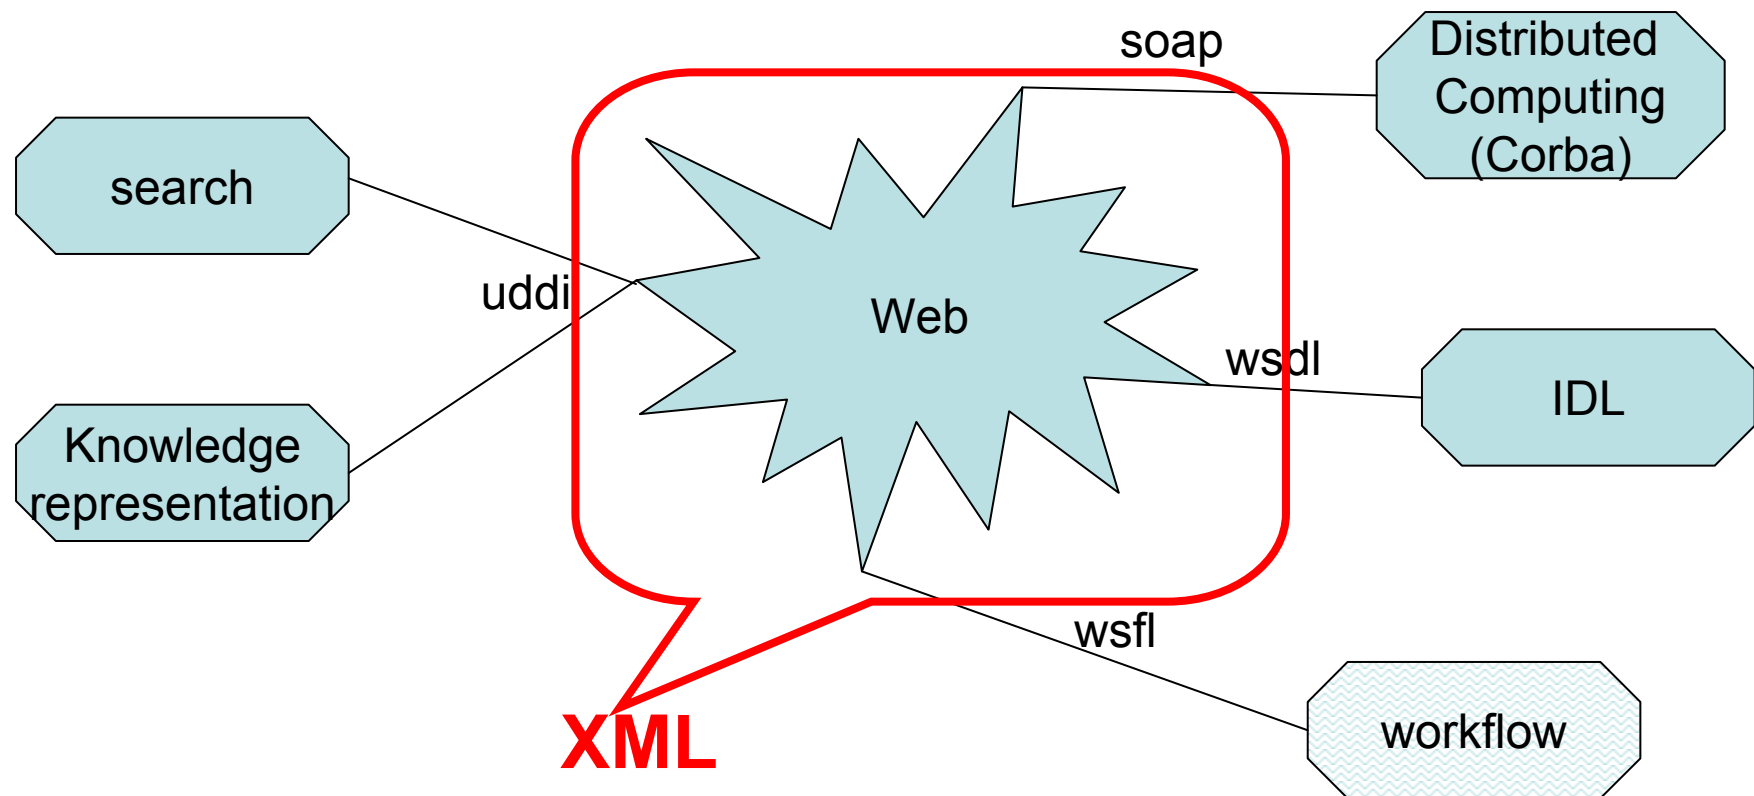 soap
Distributed
Computing
(Corba)
search
uddi
Web
wsdl
IDL
Knowledge
representation
wsfl
XML
workflow